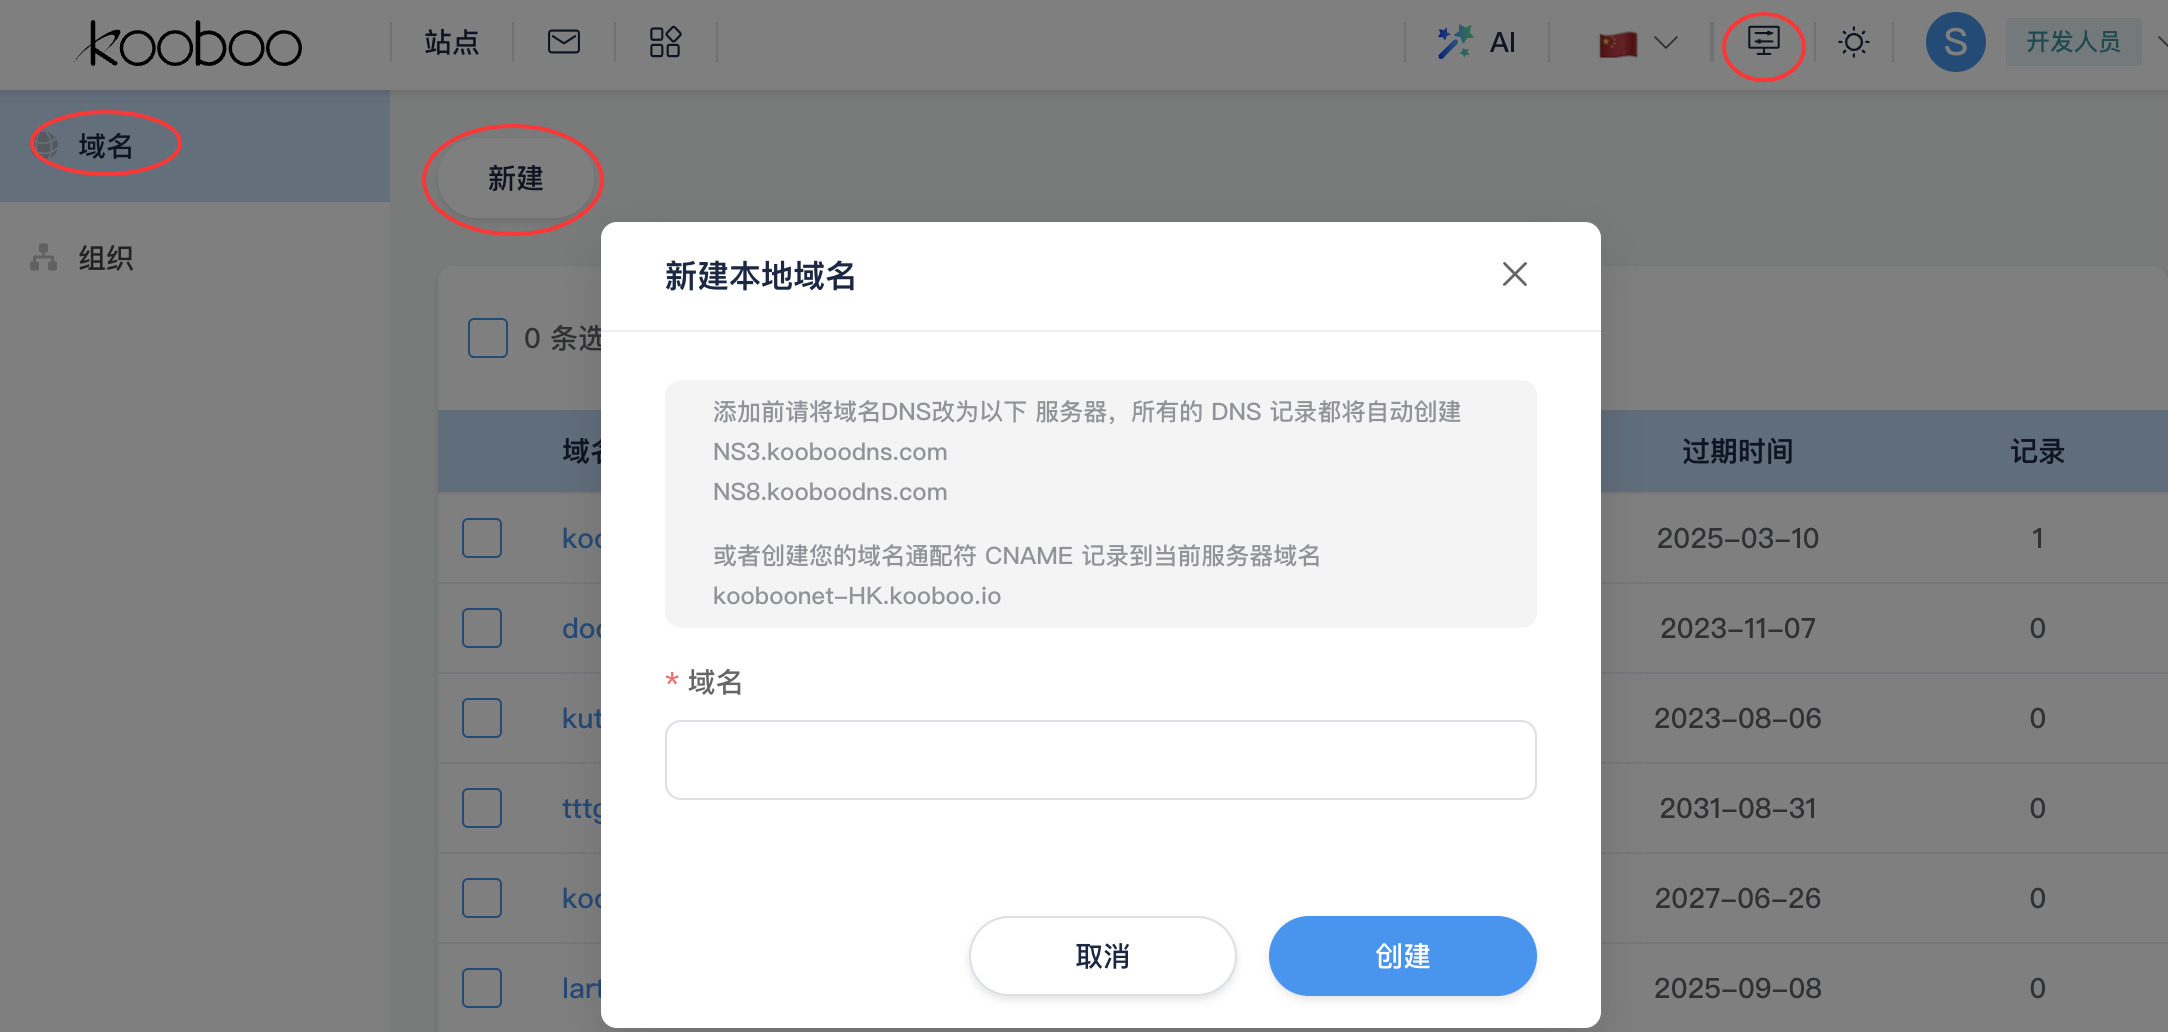 kooboo
站点
AI
S
开发人员
域名
组织
新建
新建本地域名
0 条选
添加前请将域名DNS改为以下 服务器，所有的 DNS 记录都将自动创建
NS3.kooboodns.com
NS8.kooboodns.com
或者创建您的域名通配符 CNAME 记录到当前服务器域名
kooboonet-HK.kooboo.io
* 域名
取消
创建
域名 过期时间 记录
koo 2025-03-10 1
doc 2023-11-07 0
kut 2023-08-06 0
tttg 2031-08-31 0
koo 2027-06-26 0
lart 2025-09-08 0